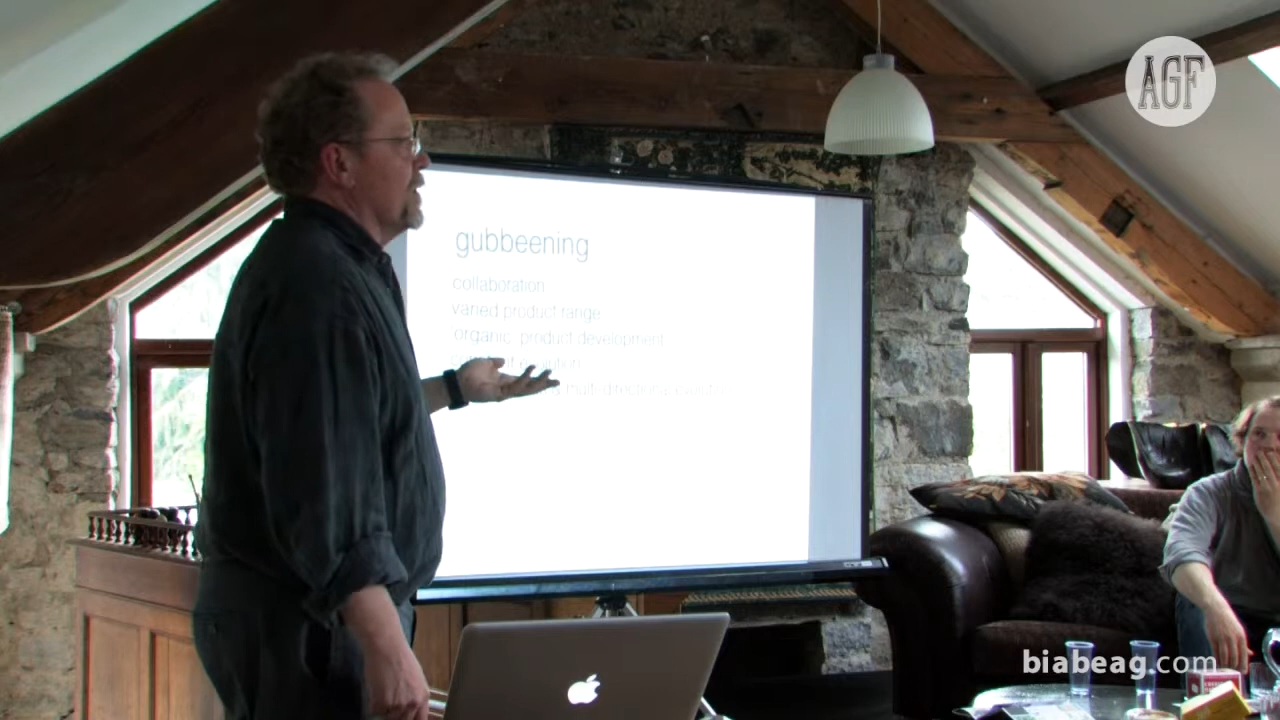 AGF
gubbeening
collaboration
varied product range
organic product development
biabeag.com